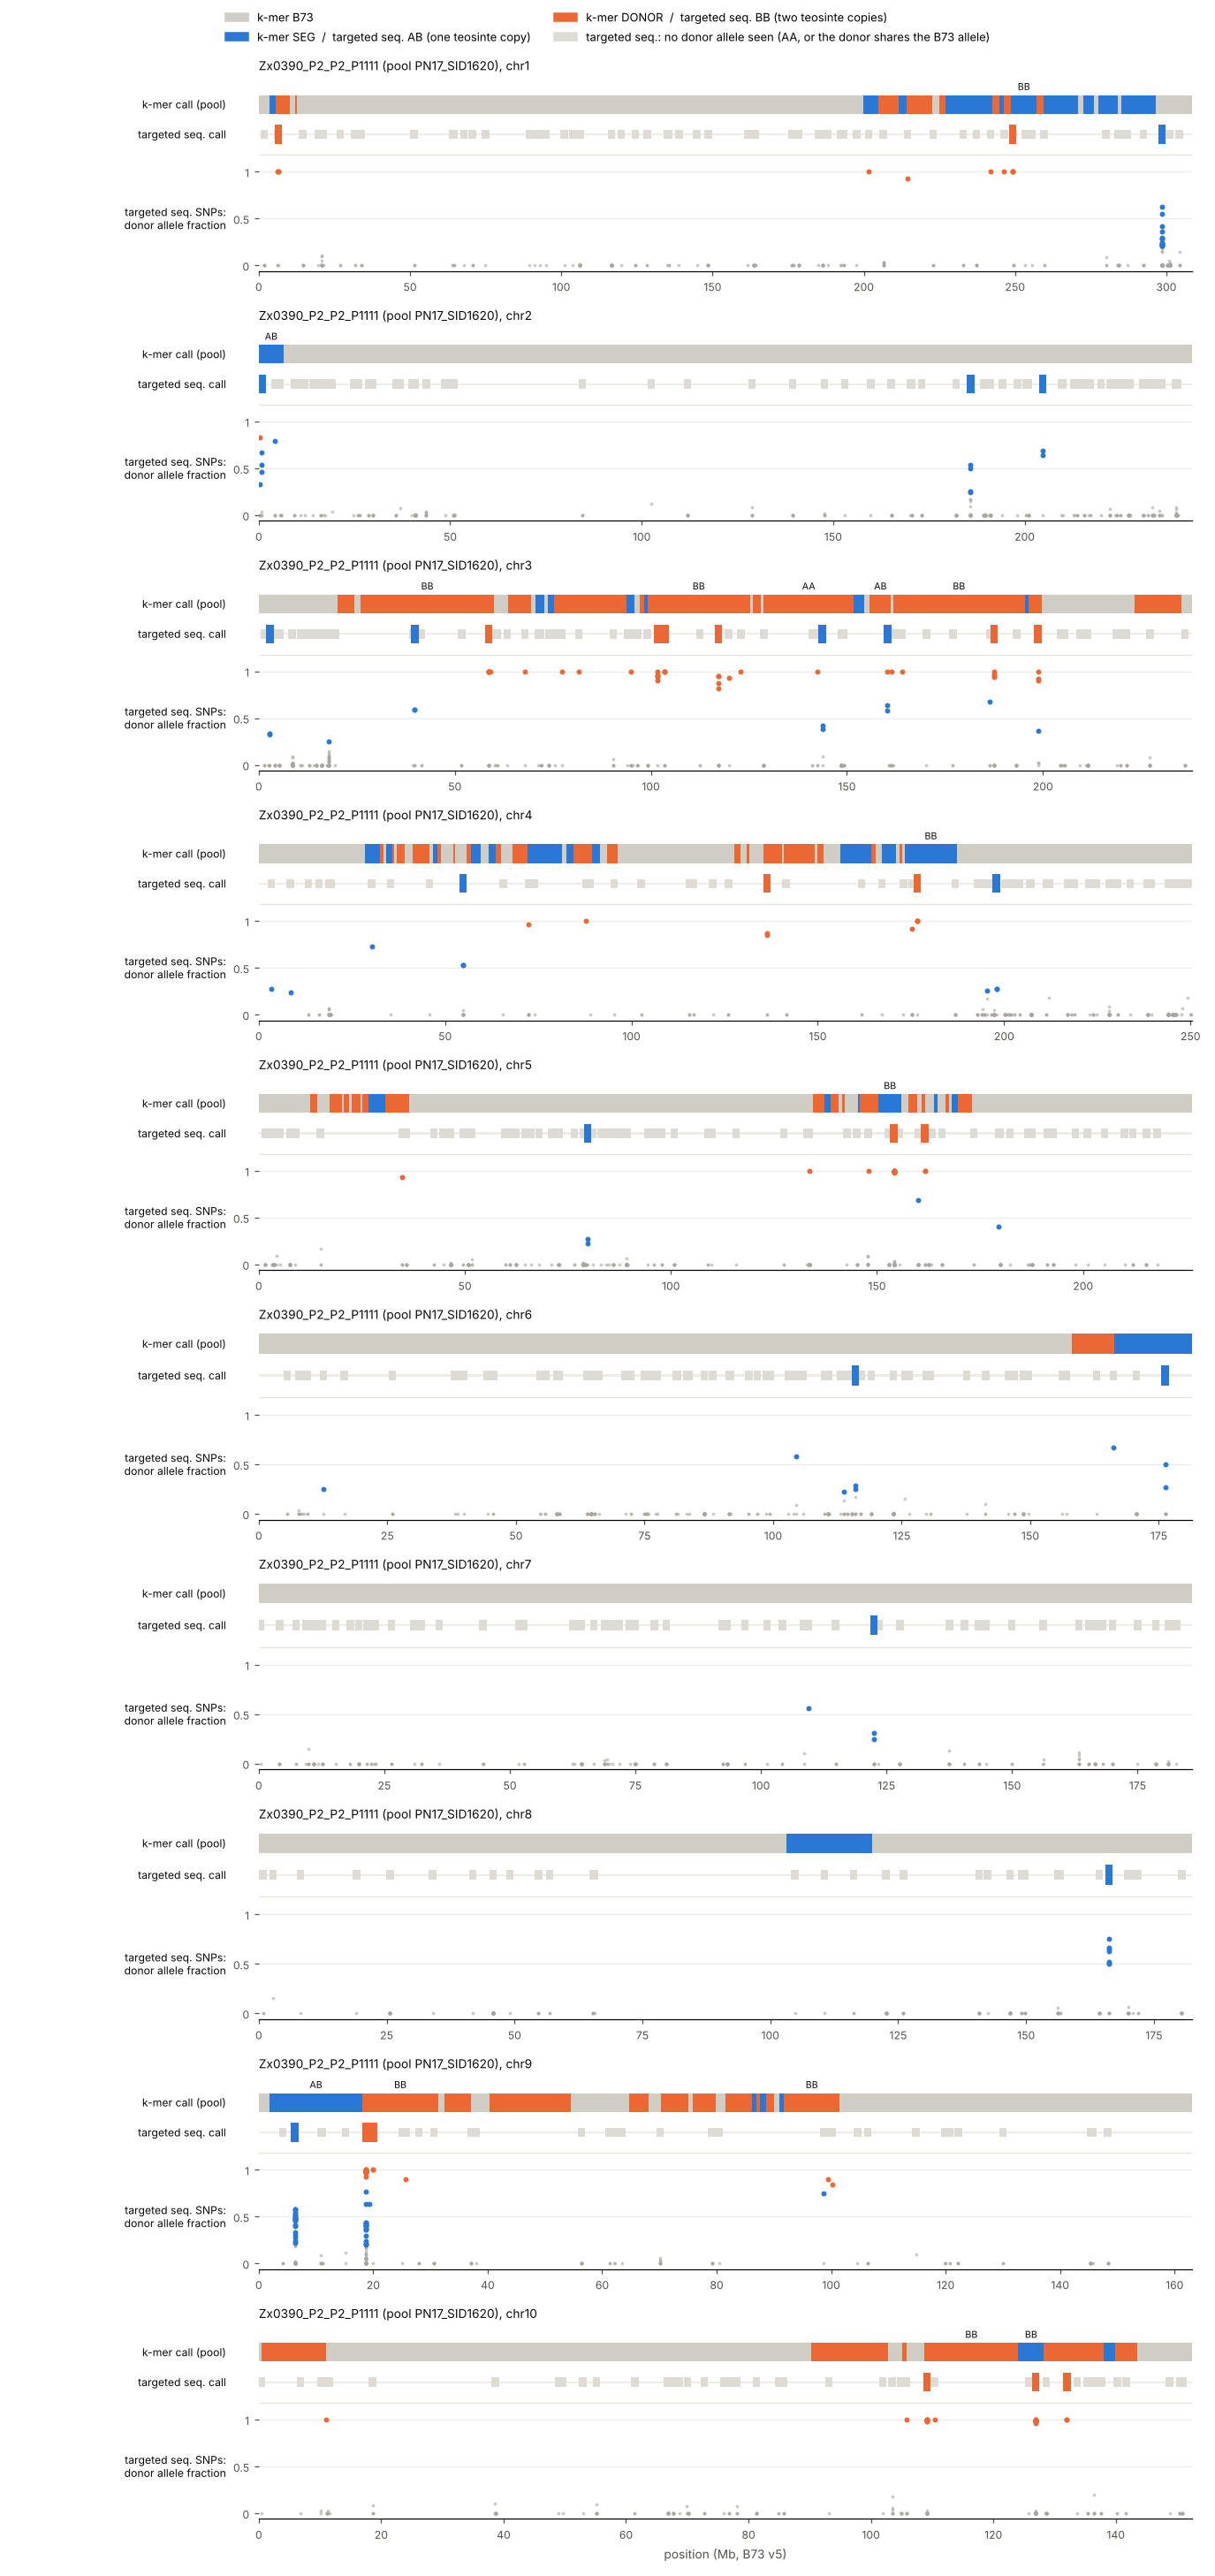 k-mer B73
k-mer DONOR / targeted seq. BB (two teosinte copies)
k-mer SEG / targeted seq. AB (one teosinte copy)
targeted seq.: no donor allele seen (AA, or the donor shares the B73 allele)
Zx0390_P2_P2_P1111 (pool PN17_SID1620), chr1
BB
k-mer call (pool)
targeted seq. call
1
targeted seq. SNPs:
donor allele fraction
0.5
0
0 50 100 150 200 250 300
Zx0390_P2_P2_P1111 (pool PN17_SID1620), chr2
AB
k-mer call (pool)
targeted seq. call
1
targeted seq. SNPs:
donor allele fraction
0.5
0
0 50 100 150 200
Zx0390_P2_P2_P1111 (pool PN17_SID1620), chr3
BB BB AA AB BB
k-mer call (pool)
targeted seq. call
1
targeted seq. SNPs:
donor allele fraction
0.5
0
0 50 100 150 200
Zx0390_P2_P2_P1111 (pool PN17_SID1620), chr4
BB
k-mer call (pool)
targeted seq. call
1
targeted seq. SNPs:
donor allele fraction
0.5
0
0 50 100 150 200 250
Zx0390_P2_P2_P1111 (pool PN17_SID1620), chr5
BB
k-mer call (pool)
targeted seq. call
1
targeted seq. SNPs:
donor allele fraction
0.5
0
0 50 100 150 200
Zx0390_P2_P2_P1111 (pool PN17_SID1620), chr6
k-mer call (pool)
targeted seq. call
1
targeted seq. SNPs:
donor allele fraction
0.5
0
0 25 50 75 100 125 150 175
Zx0390_P2_P2_P1111 (pool PN17_SID1620), chr7
k-mer call (pool)
targeted seq. call
1
targeted seq. SNPs:
donor allele fraction
0.5
0
0 25 50 75 100 125 150 175
Zx0390_P2_P2_P1111 (pool PN17_SID1620), chr8
k-mer call (pool)
targeted seq. call
1
targeted seq. SNPs:
donor allele fraction
0.5
0
0 25 50 75 100 125 150 175
Zx0390_P2_P2_P1111 (pool PN17_SID1620), chr9
AB BB BB
k-mer call (pool)
targeted seq. call
1
targeted seq. SNPs:
donor allele fraction
0.5
0
0 20 40 60 80 100 120 140 160
Zx0390_P2_P2_P1111 (pool PN17_SID1620), chr10
BB BB
k-mer call (pool)
targeted seq. call
1
targeted seq. SNPs:
donor allele fraction
0.5
0
0 20 40 60 80 100 120 140
position (Mb, B73 v5)